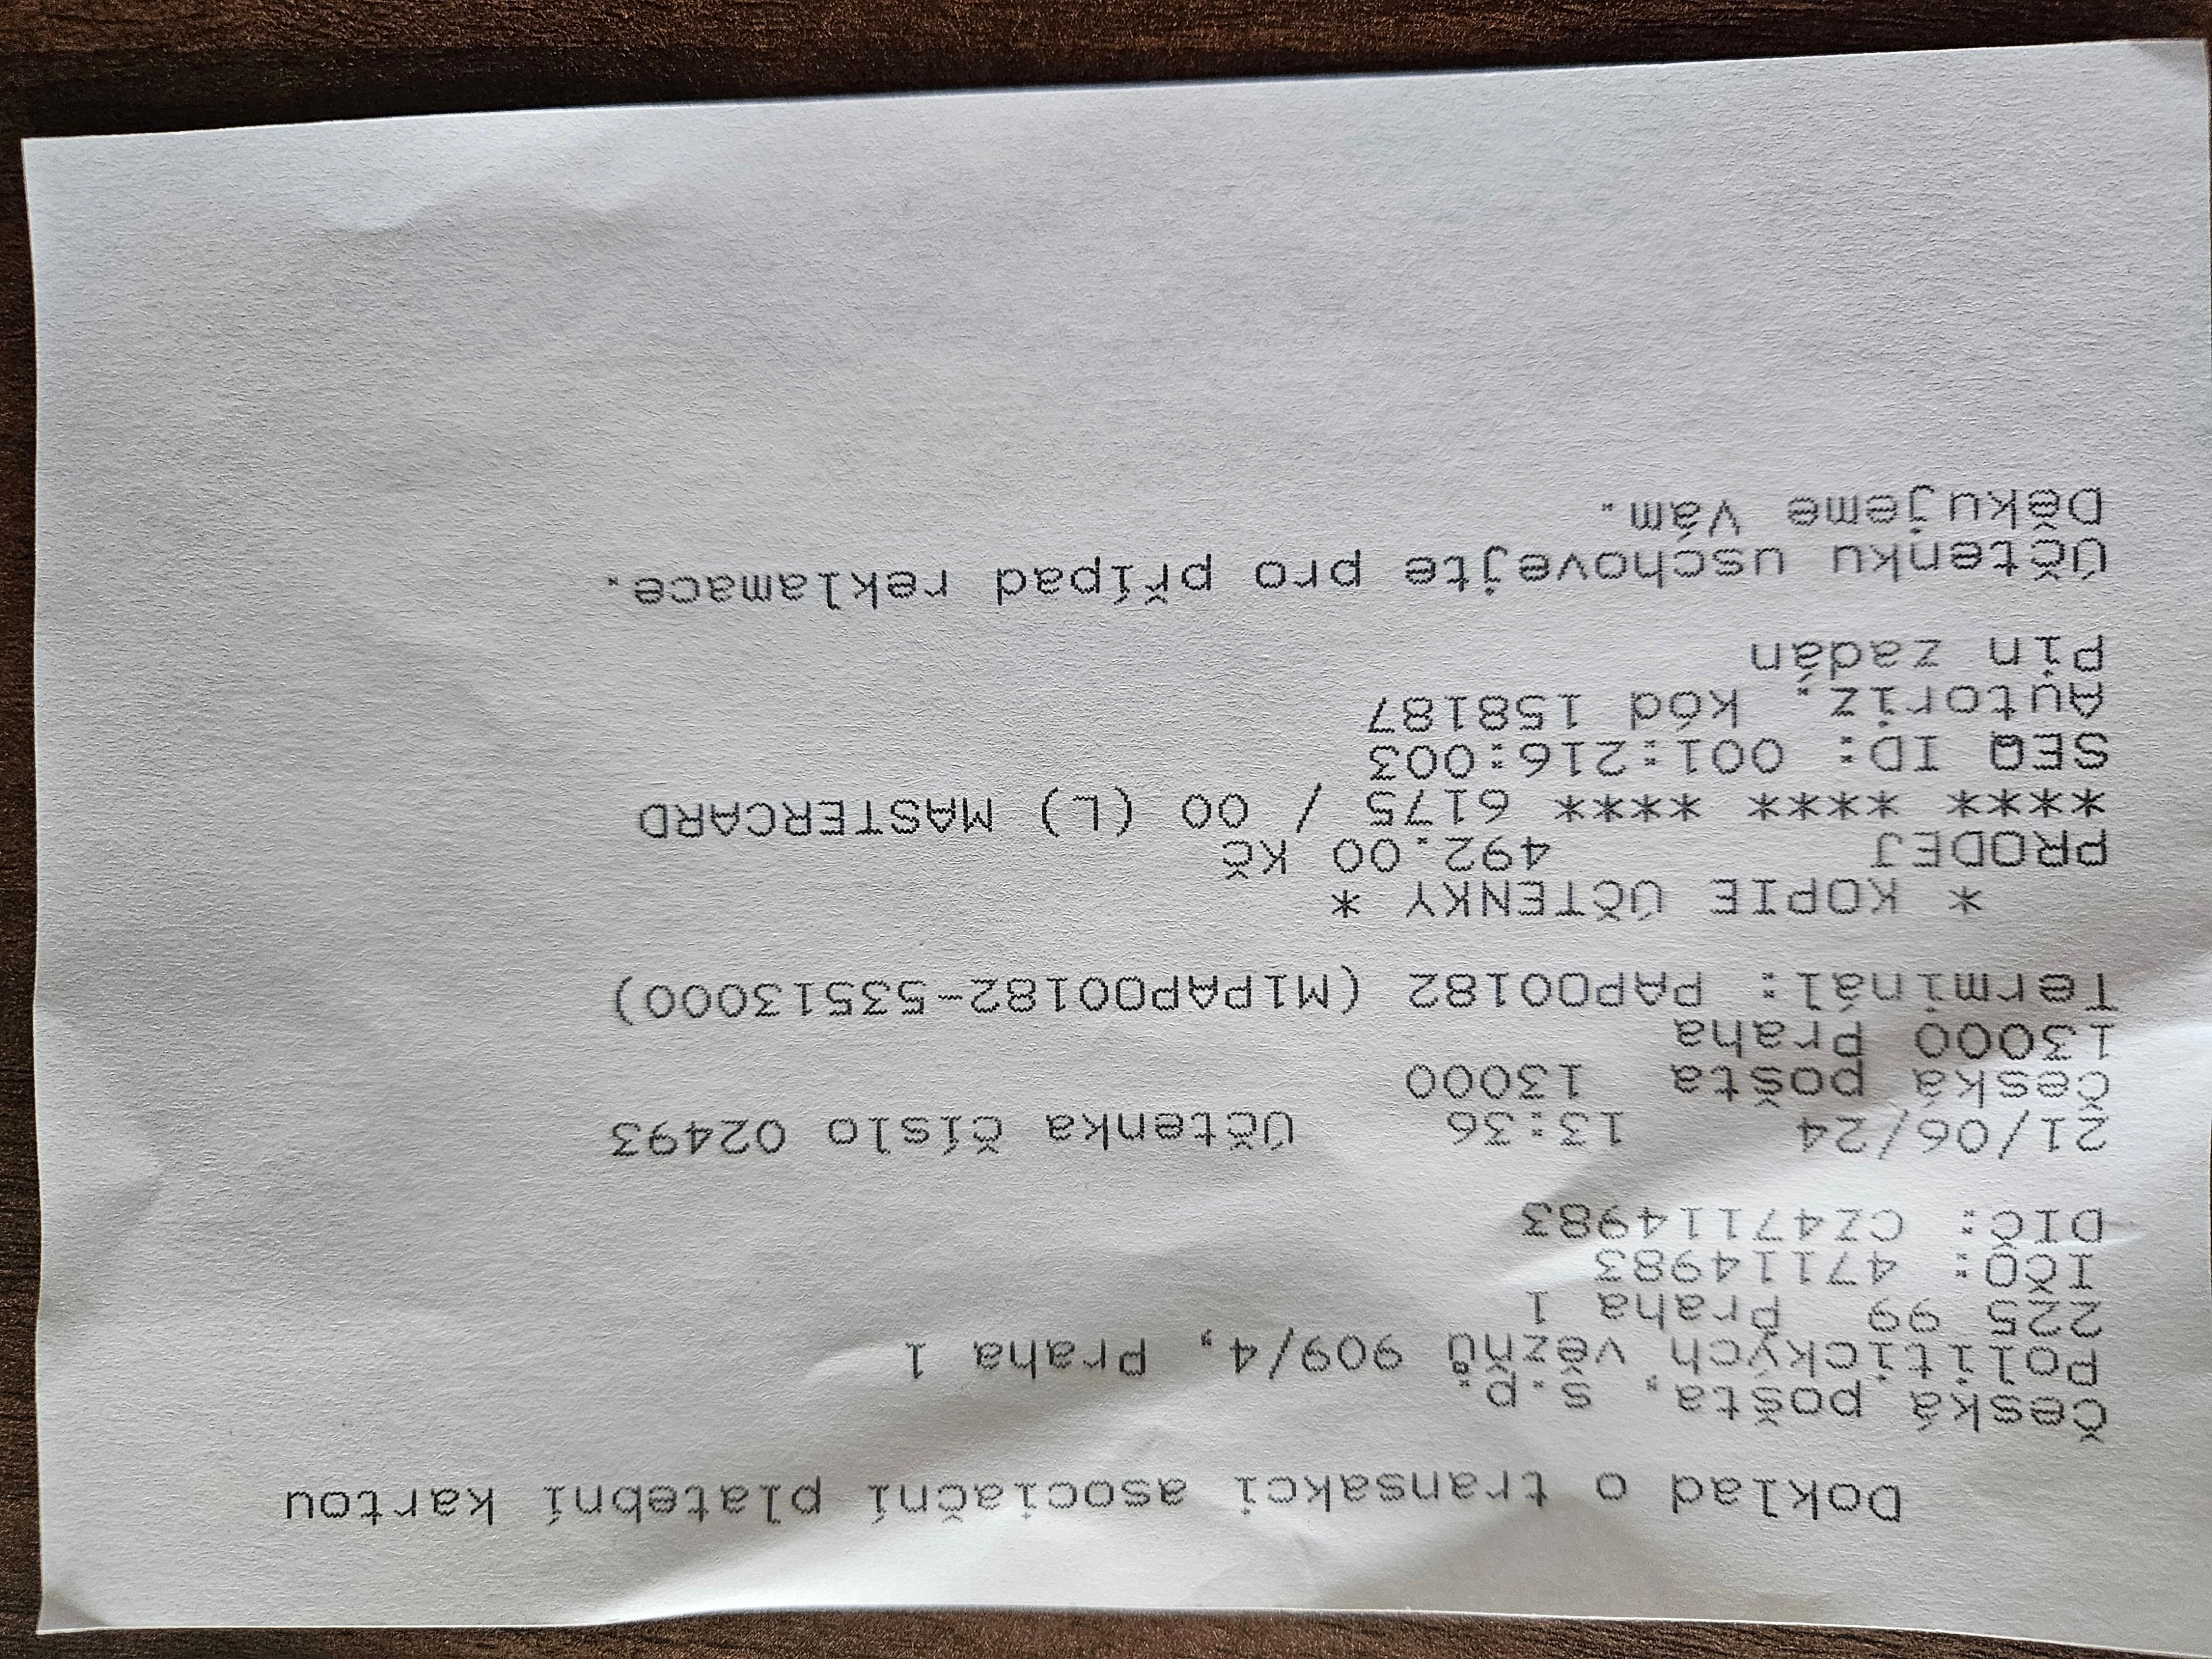 Doklad o transakci asociační platební kartou
Česká pošta, s.p.
Politických vězňů 909/4, Praha 1
225 99  Praha 1
IČO: 47114983
DIČ: CZ47114983
21/06/24    13:36    Účtenka číslo 02493
Česká pošta  13000
13000 Praha
Terminál: PAP00182 (M1PAP00182-53513000)
* KOPIE ÚČTENKY *
PRODEJ        492.00 Kč
**** **** **** 6175 / 00 (L) MASTERCARD
SEQ ID: 001:216:003
Autoriz. kód 158187
Pin zadán
Účtenku uschovejte pro případ reklamace.
Děkujeme Vám.